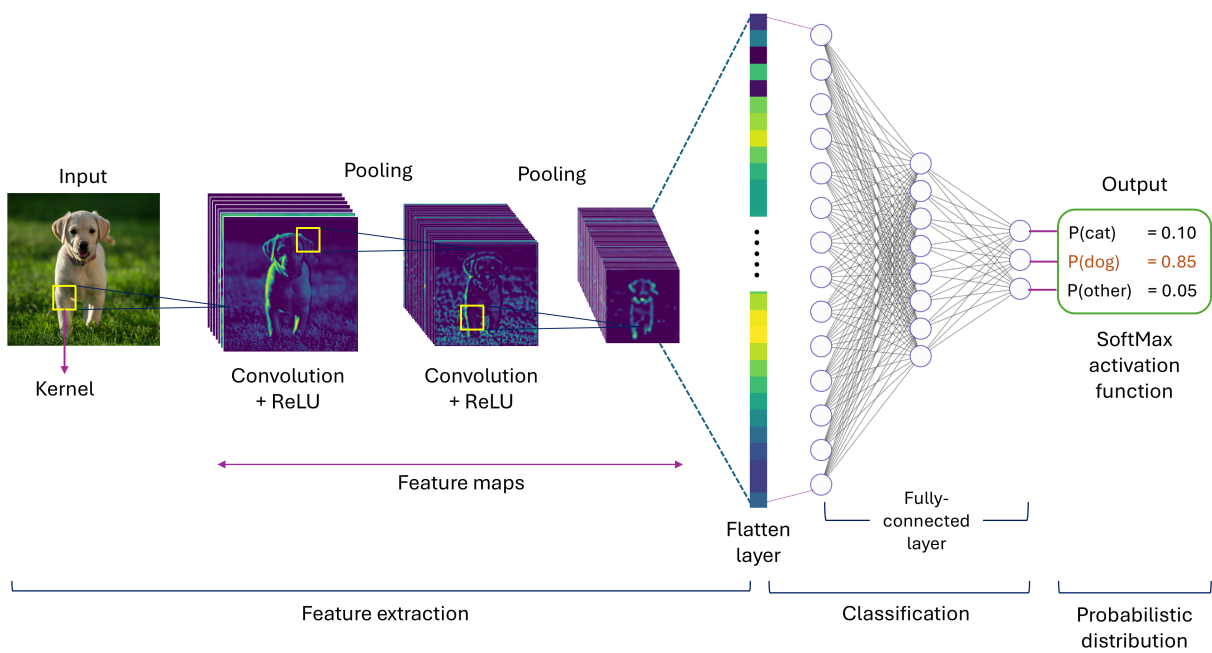 Input
Pooling
Pooling
Output
P(cat) = 0.10
P(dog) = 0.85
P(other) = 0.05
Kernel
Convolution
+ ReLU
Convolution
+ ReLU
SoftMax
activation
function
Feature maps
Flatten
layer
Fully-
connected
layer
Feature extraction
Classification
Probabilistic
distribution